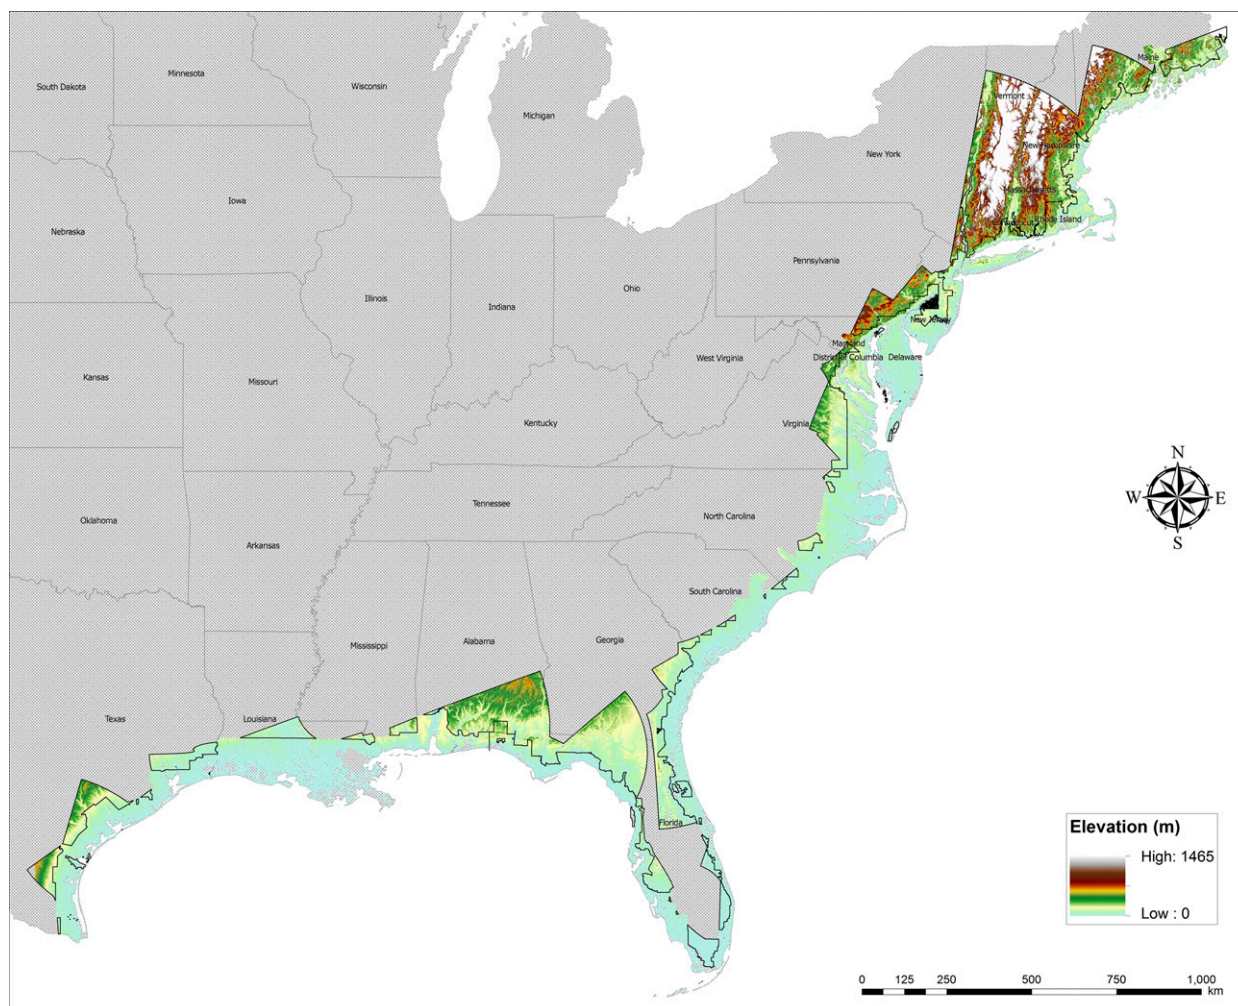 Maine
Minnesota
South Dakota
Wisconsin
Vermont
Michigan
New Hampshire
New York
Massachusetts
Iowa
Rhode Island
Nebraska
Pennsylvania
Ohio
Illinois
Indiana
New Jersey
Maryland
District of Columbia
Delaware
West Virginia
Kansas
Missouri
Kentucky
Virginia
N
W
E
S
Tennessee
North Carolina
Oklahoma
Arkansas
South Carolina
Georgia
Alabama
Mississippi
Texas
Louisiana
Florida
Elevation (m)
High: 1465
Low : 0
0 125 250 500 750 1,000
km